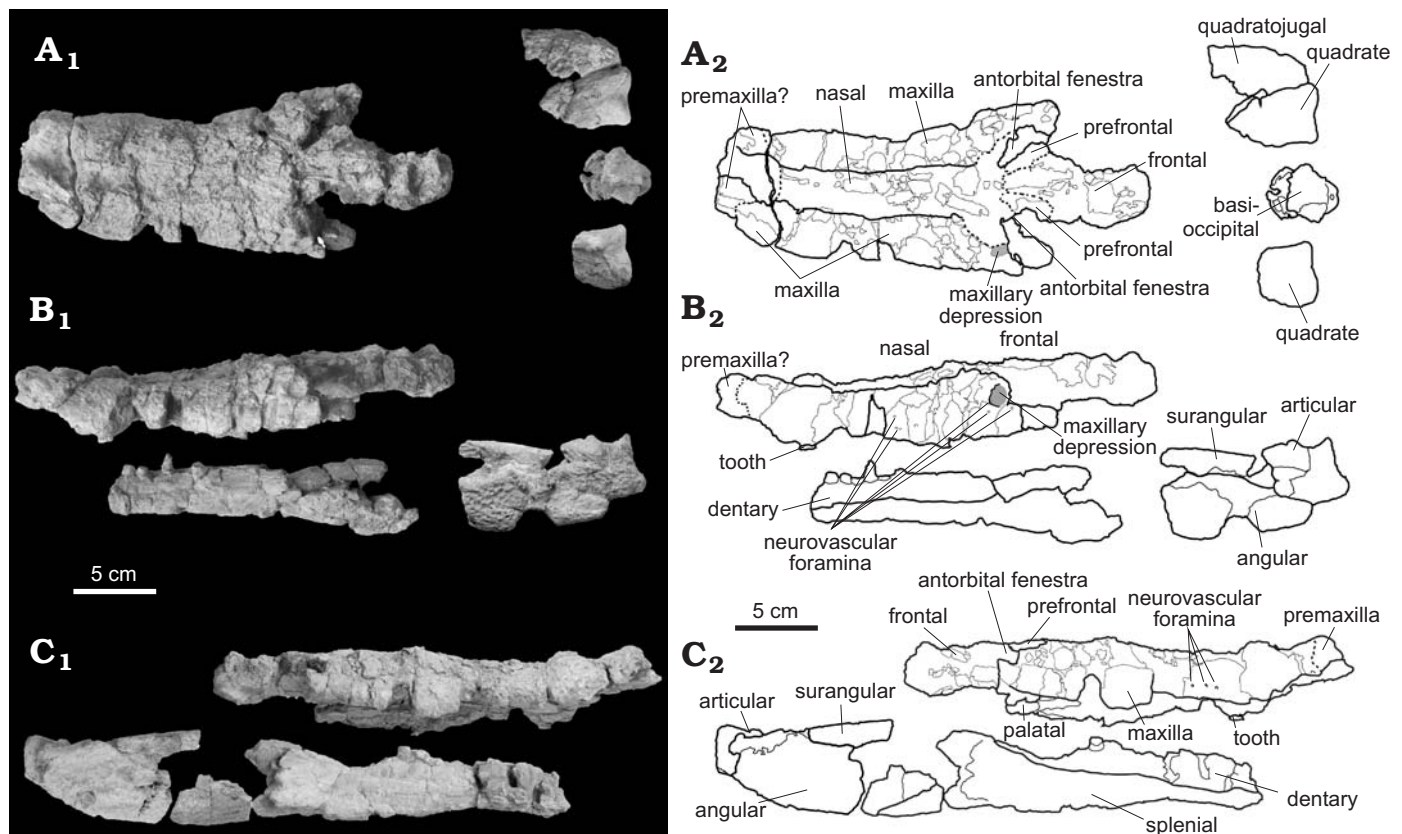 A1
B1
5 cm
C1
A2
quadratojugal
quadrate
antorbital fenestra
premaxilla?
nasal
maxilla
prefrontal
frontal
basi-
occipital
prefrontal
maxilla
maxillary
depression
antorbital fenestra
quadrate
B2
frontal
nasal
premaxilla?
surangular
articular
maxillary
depression
tooth
dentary
neurovascular
foramina
angular
5 cm
C2
antorbital fenestra
frontal
prefrontal
neurovascular
foramina
premaxilla
articular
surangular
palatal
maxilla
tooth
angular
dentary
splenial